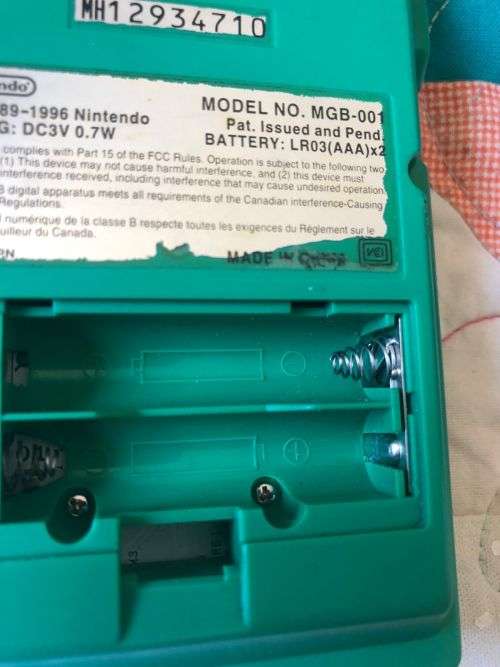 MH12934710
ndo
89-1996 Nintendo
MODEL NO. MGB-001
G: DC3V 0.7W
Pat. Issued and Pend.
BATTERY: LR03(AAA)x2
complies with Part 15 of the FCC Rules. Operation is subject to the following two
(1) This device may not cause harmful interference, and (2) this device must
interference received, including interference that may cause undesired operation
B digital apparatus meets all requirements of the Canadian interference-Causing
Regulations.
l numérique de la classe B respecte toutes les exigences du Réglement sur le
uilleur du Canada.
PN
MADE IN